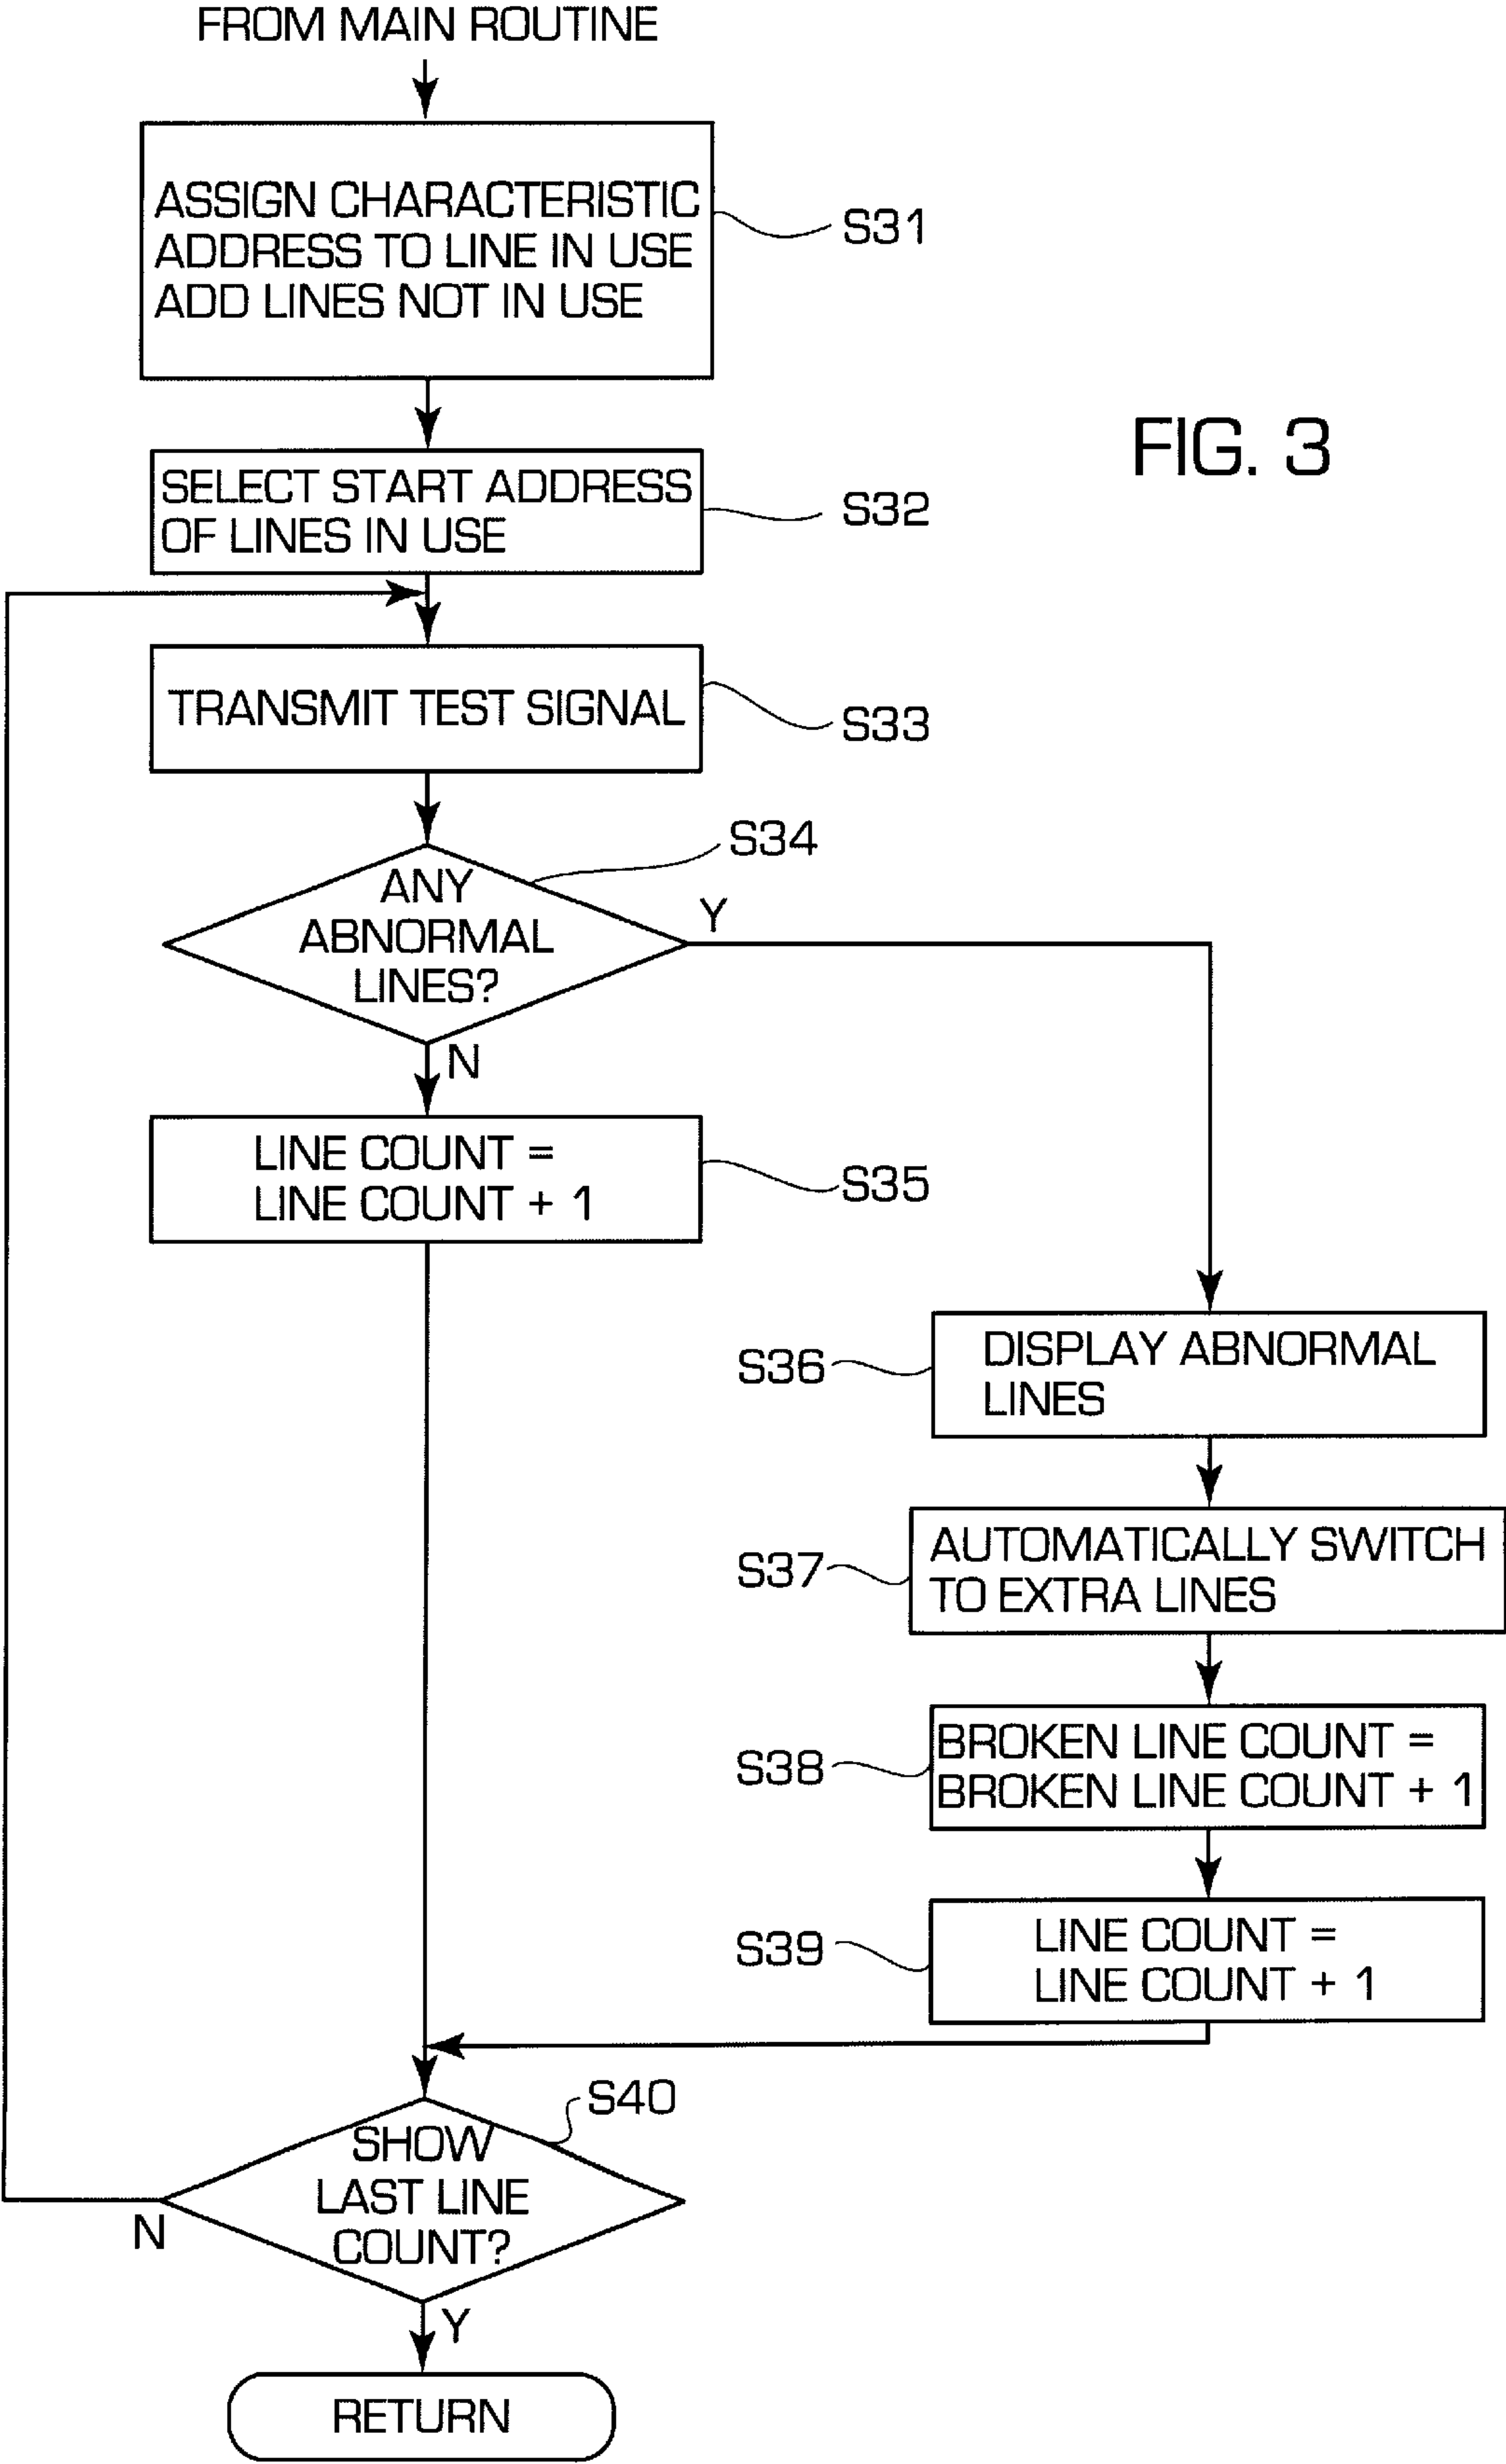 FROM MAIN ROUTINE
ASSIGN CHARACTERISTIC
ADDRESS TO LINE IN USE
ADD LINES NOT IN USE
S31
FIG. 3
SELECT START ADDRESS
OF LINES IN USE
S32
TRANSMIT TEST SIGNAL
S33
S34
ANY
ABNORMAL
LINES?
Y
N
LINE COUNT =
LINE COUNT + 1
S35
S36
DISPLAY ABNORMAL
LINES
S37
AUTOMATICALLY SWITCH
TO EXTRA LINES
S38
BROKEN LINE COUNT =
BROKEN LINE COUNT + 1
S39
LINE COUNT =
LINE COUNT + 1
S40
SHOW
LAST LINE
COUNT?
N
Y
RETURN